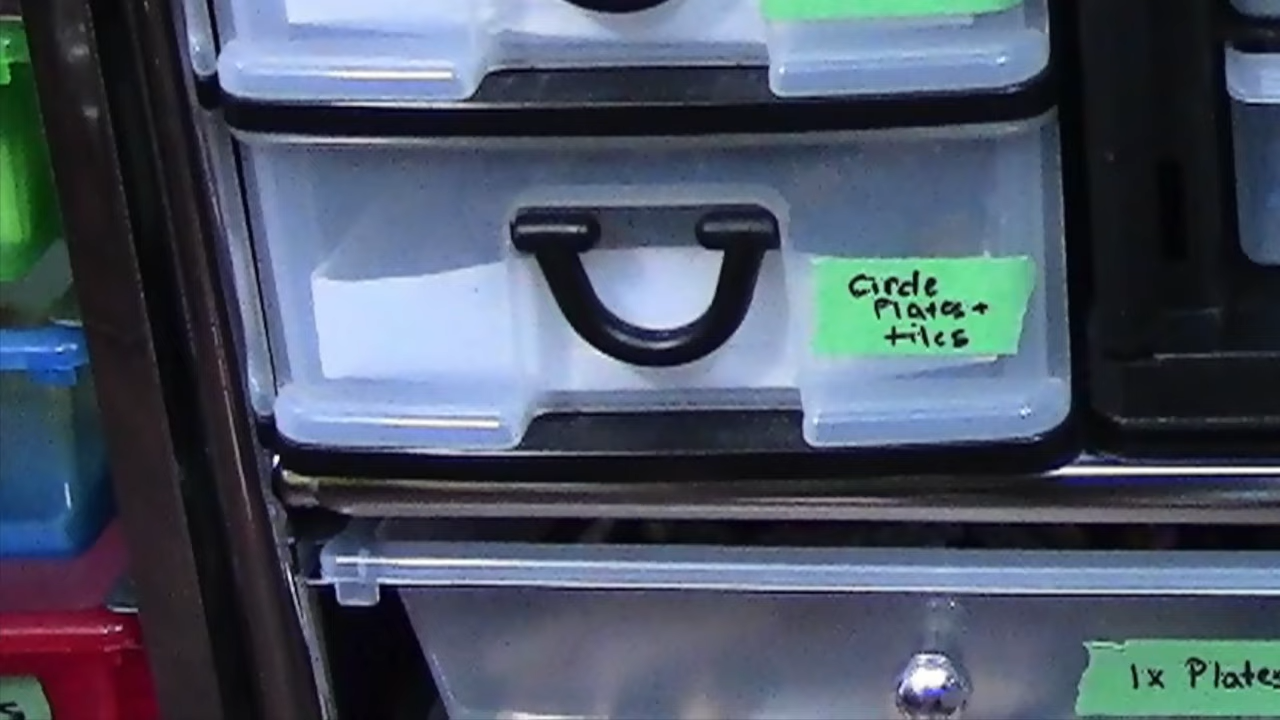 Circle
Plates +
tiles
1x Plates
s